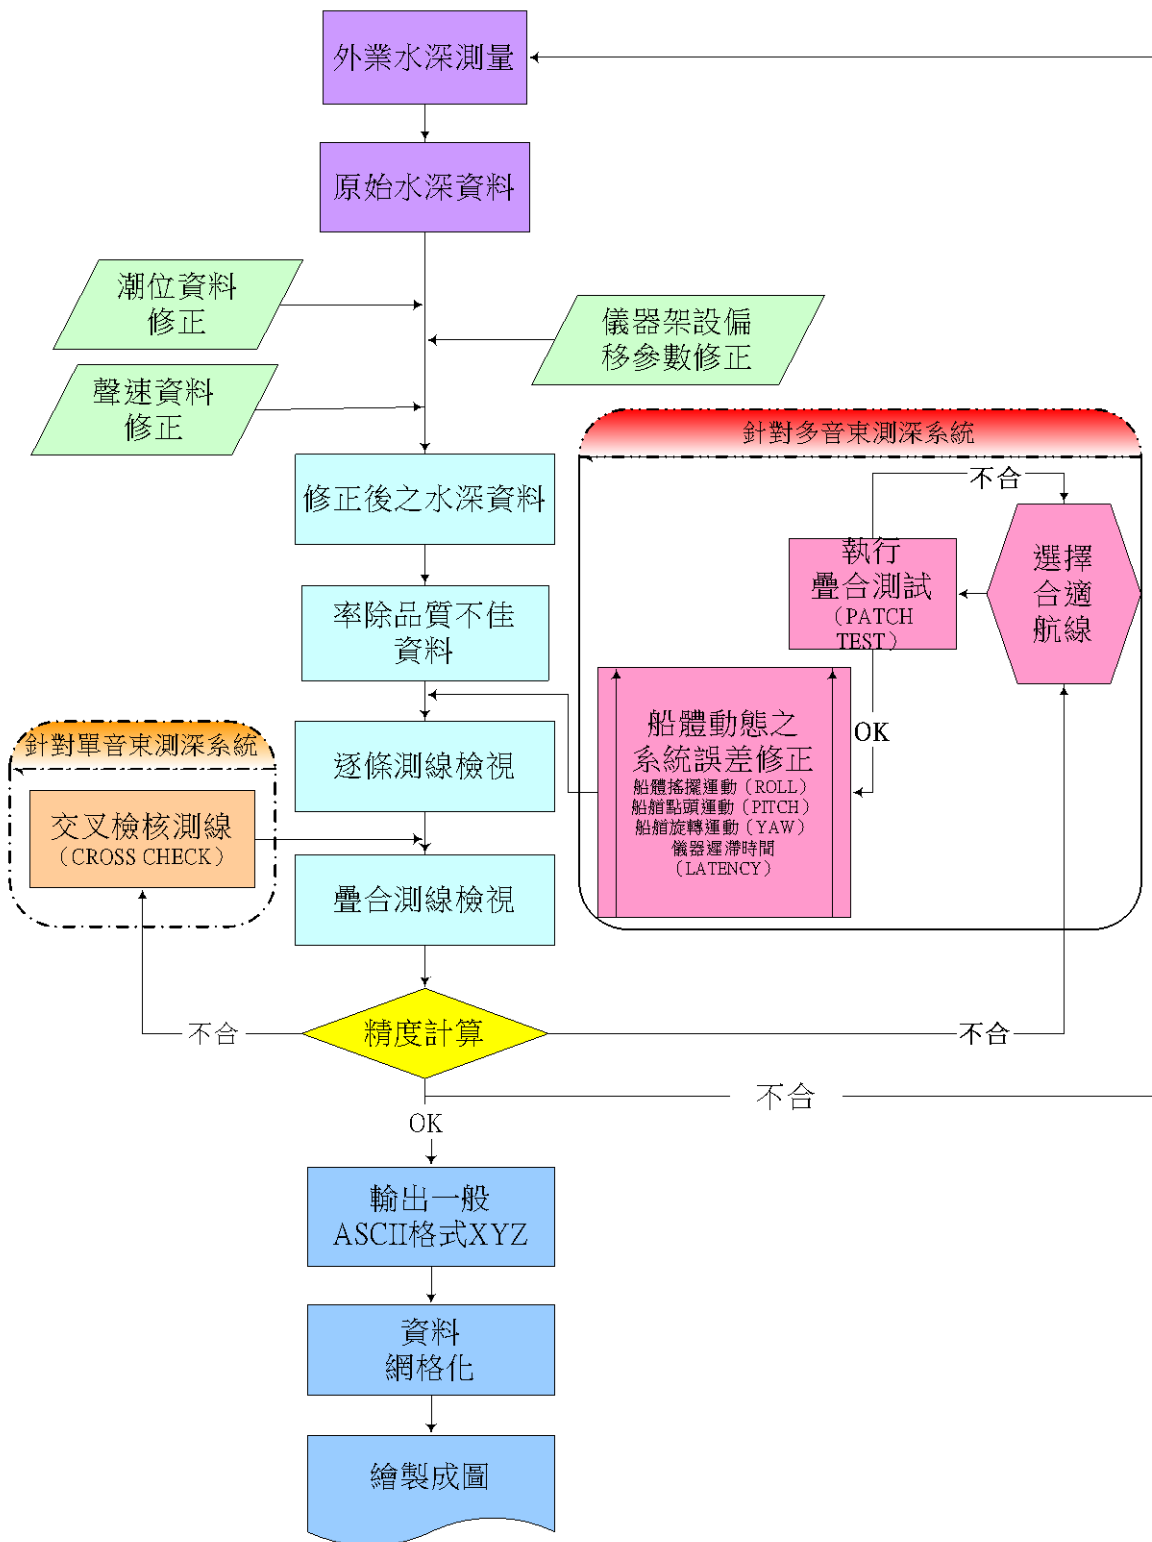 外業水深測量
原始水深資料
潮位資料
修正
儀器架設偏
移參數修正
聲速資料
修正
針對多音束測深系統
修正後之水深資料
不合
執行
疊合測試
（PATCH
TEST）
選擇
合適
航線
率除品質不佳
資料
OK
船體動態之
系統誤差修正
船體搖擺運動（ROLL）
船艏點頭運動（PITCH）
船艏旋轉運動（YAW）
儀器遲滯時間
（LATENCY）
針對單音束測深系統
逐條測線檢視
交叉檢核測線
（CROSS CHECK）
疊合測線檢視
不合
精度計算
不合
不合
OK
輸出一般
ASCII格式XYZ
資料
網格化
繪製成圖